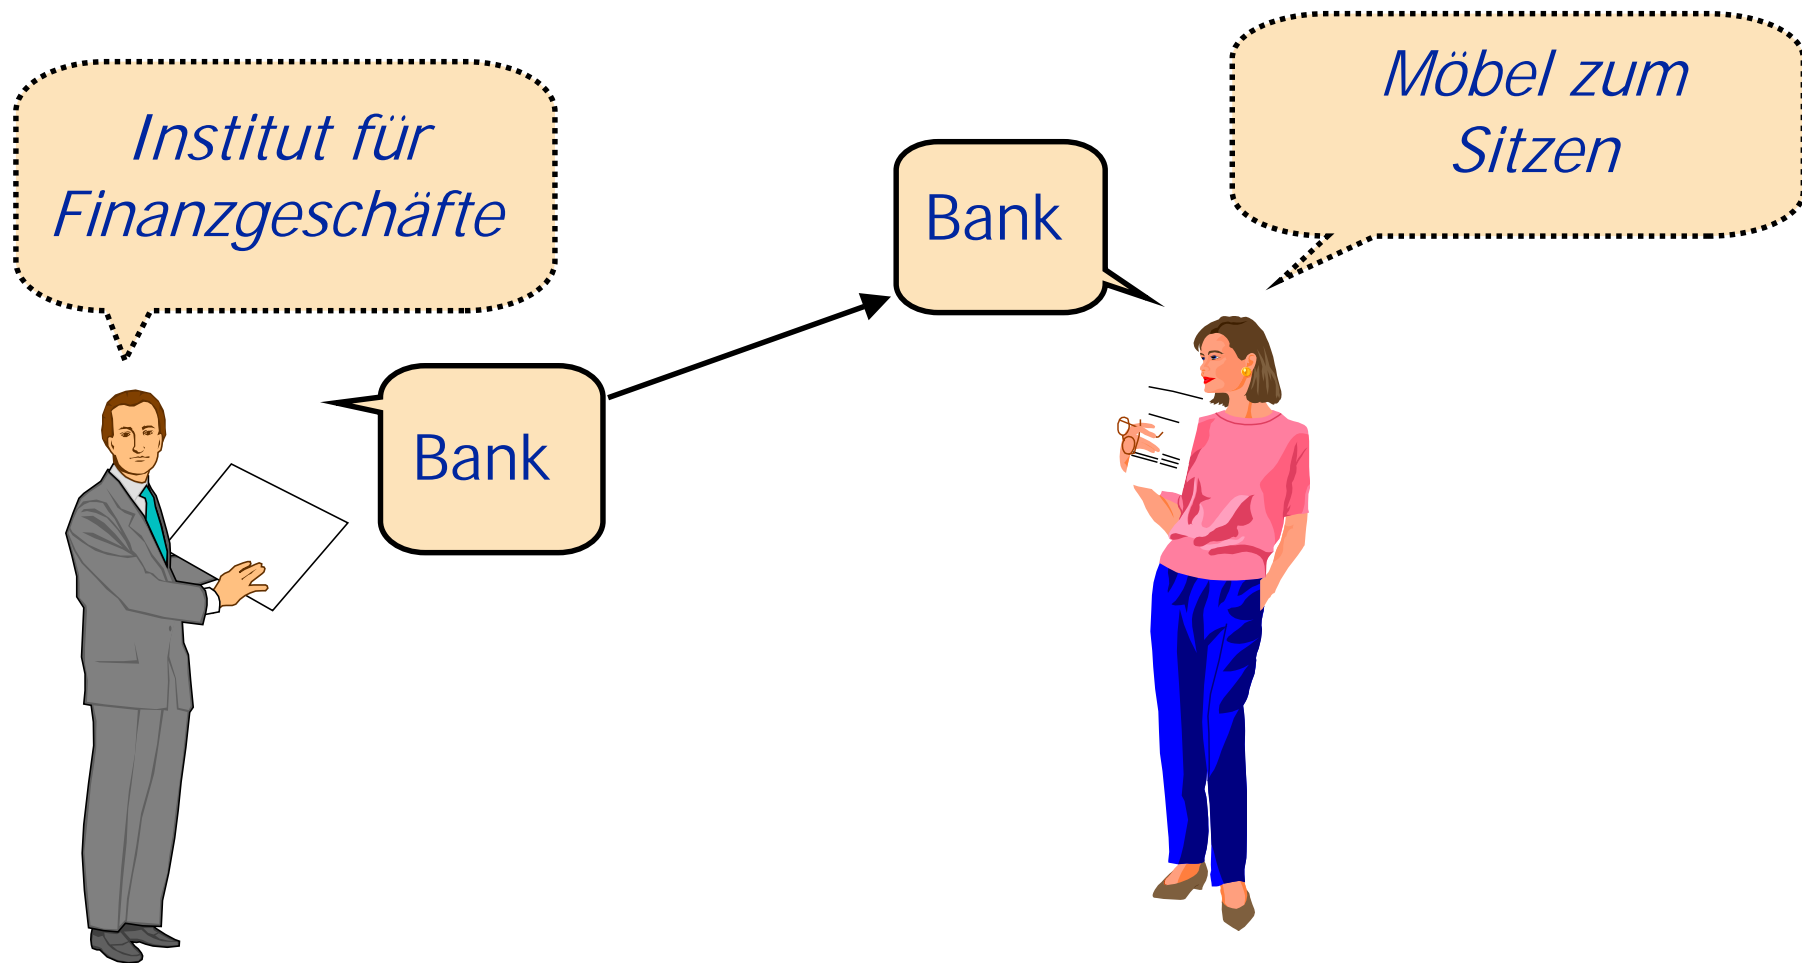 Institut für
Finanzgeschäfte
Bank
Bank
Möbel zum
Sitzen